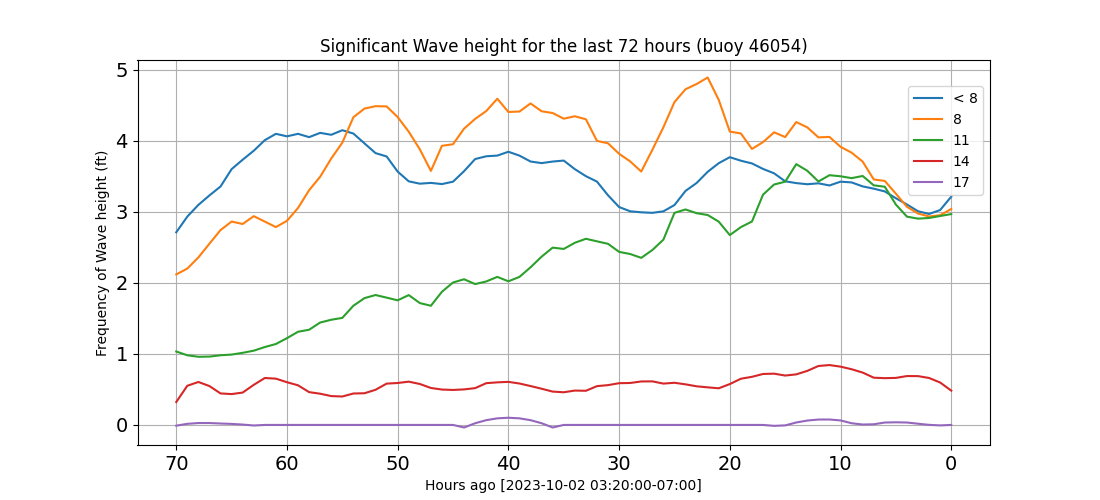 Significant Wave height for the last 72 hours (buoy 46054)
Frequency of Wave height (ft)
5
4
3
2
1
0
< 8
8
11
14
17
70 60 50 40 30 20 10 0
Hours ago [2023-10-02 03:20:00-07:00]